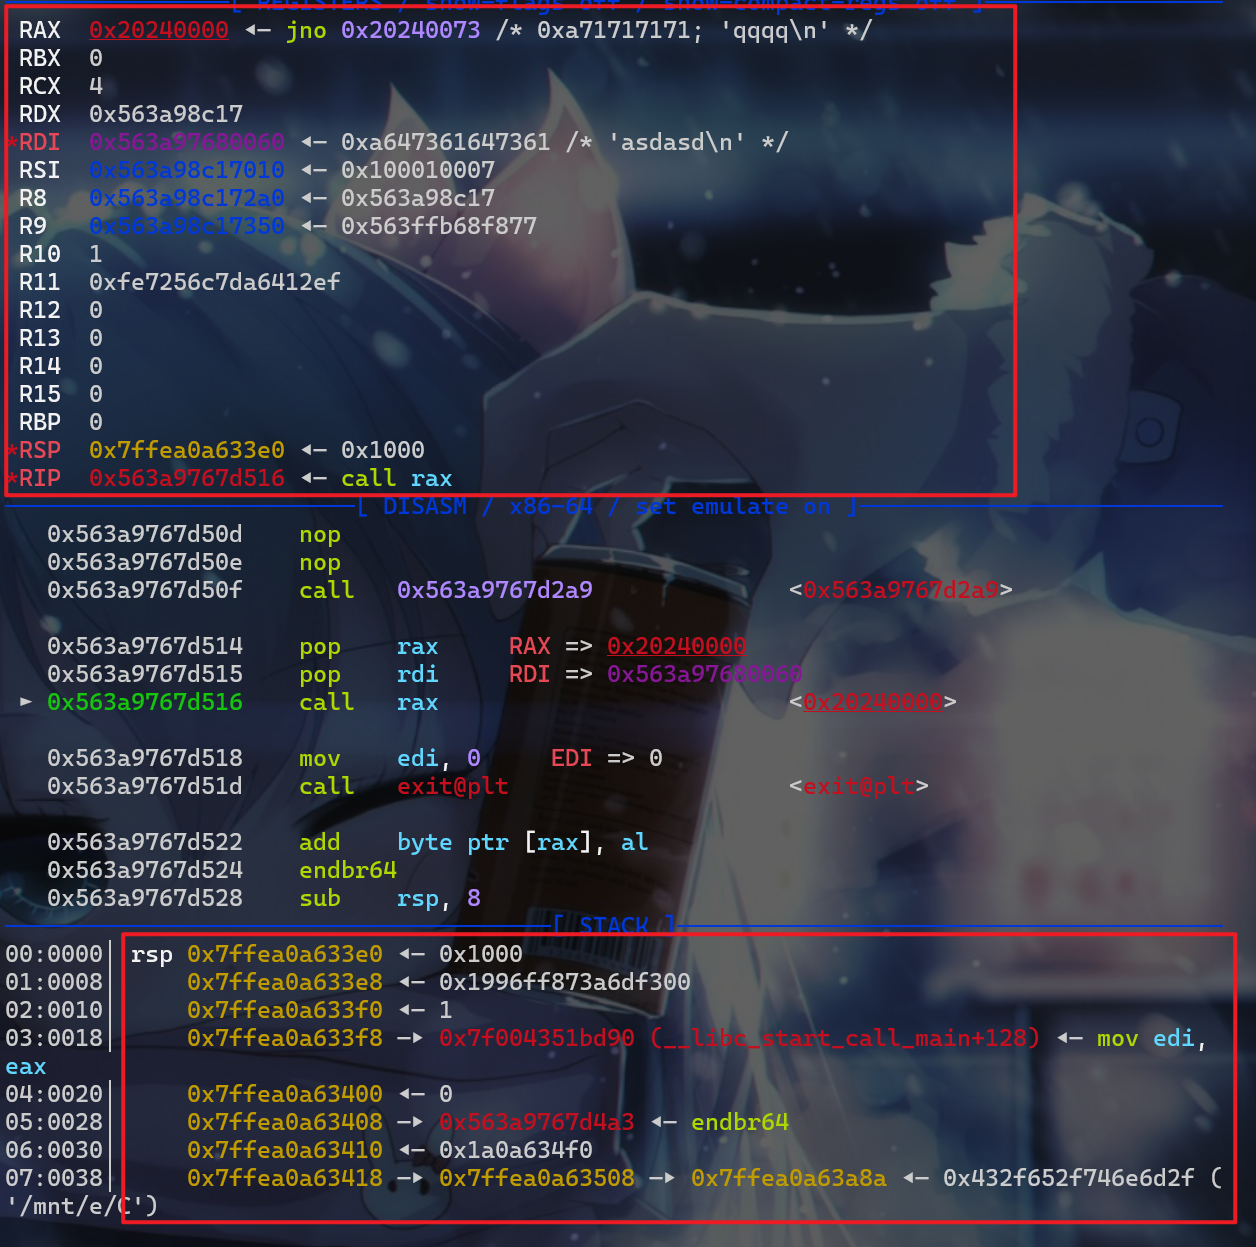 [ REGISTERS / show-flags off / show-compact-regs off ]
RAX 0x20240000 ◂— jno 0x20240073 /* 0xa71717171; 'qqqq\n' */
RBX 0
RCX 4
RDX 0x563a98c17
*RDI 0x563a97680060 ◂— 0xa647361647361 /* 'asdasd\n' */
RSI 0x563a98c17010 ◂— 0x100010007
R8 0x563a98c172a0 ◂— 0x563a98c17
R9 0x563a98c17350 ◂— 0x563ffb68f877
R10 1
R11 0xfe7256c7da6412ef
R12 0
R13 0
R14 0
R15 0
RBP 0
*RSP 0x7ffea0a633e0 ◂— 0x1000
*RIP 0x563a9767d516 ◂— call rax
[ DISASM / x86-64 / set emulate on ]
0x563a9767d50d nop
0x563a9767d50e nop
0x563a9767d50f call 0x563a9767d2a9 <0x563a9767d2a9>
0x563a9767d514 pop rax RAX => 0x20240000
0x563a9767d515 pop rdi RDI => 0x563a97680060
► 0x563a9767d516 call rax <0x20240000>
0x563a9767d518 mov edi, 0 EDI => 0
0x563a9767d51d call exit@plt <exit@plt>
0x563a9767d522 add byte ptr [rax], al
0x563a9767d524 endbr64
0x563a9767d528 sub rsp, 8
[ STACK ]
00:0000│ rsp 0x7ffea0a633e0 ◂— 0x1000
01:0008│ 0x7ffea0a633e8 ◂— 0x1996ff873a6df300
02:0010│ 0x7ffea0a633f0 ◂— 1
03:0018│ 0x7ffea0a633f8 —▸ 0x7f004351bd90 (__libc_start_call_main+128) ◂— mov edi,
eax
04:0020│ 0x7ffea0a63400 ◂— 0
05:0028│ 0x7ffea0a63408 —▸ 0x563a9767d4a3 ◂— endbr64
06:0030│ 0x7ffea0a63410 ◂— 0x1a0a634f0
07:0038│ 0x7ffea0a63418 —▸ 0x7ffea0a63508 —▸ 0x7ffea0a63a8a ◂— 0x432f652f746e6d2f (
'/mnt/e/C')